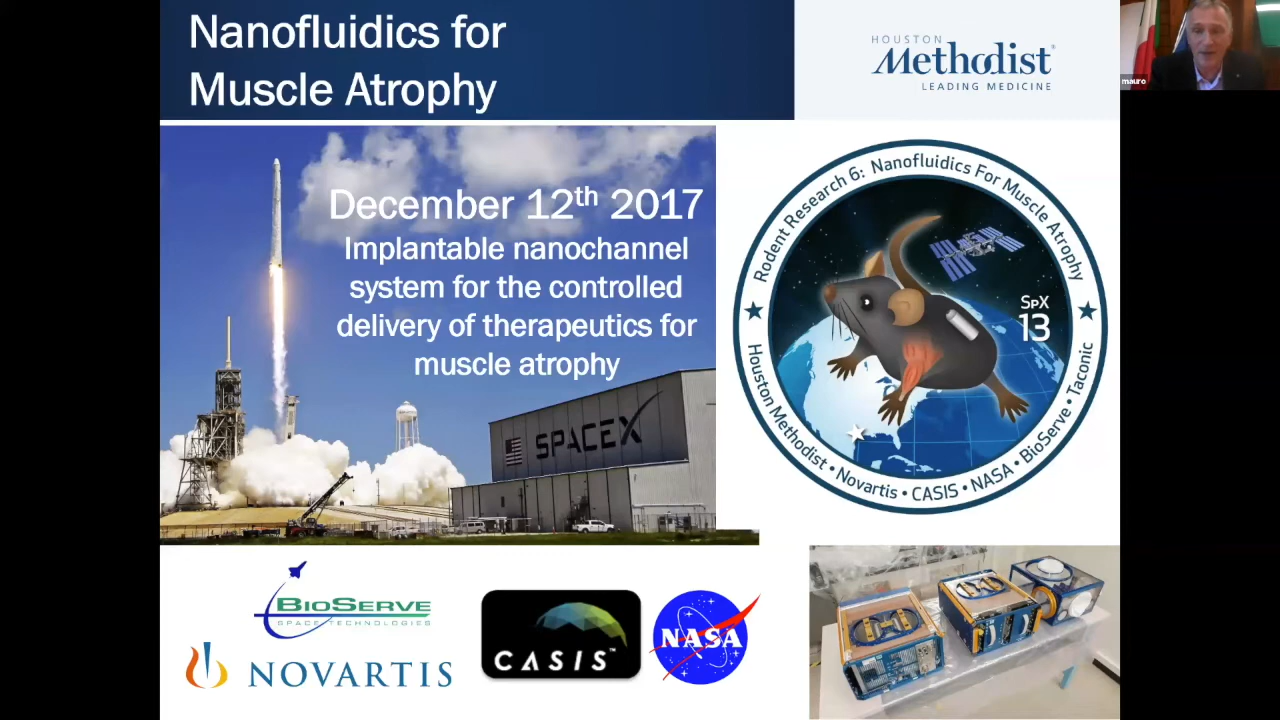 Nanofluidics for
Muscle Atrophy
HOUSTON
Methodist
LEADING MEDICINE
mauro
December 12th 2017
Implantable nanochannel
system for the controlled
delivery of therapeutics for
muscle atrophy
SPACEX
Rodent Research 6: Nanofluidics For Muscle Atrophy
SpX
13
Houston Methodist • Novartis • CASIS • NASA • BioServe • Taconic
BIOSERVE
SPACE TECHNOLOGIES
NOVARTIS
CASIS™
NASA